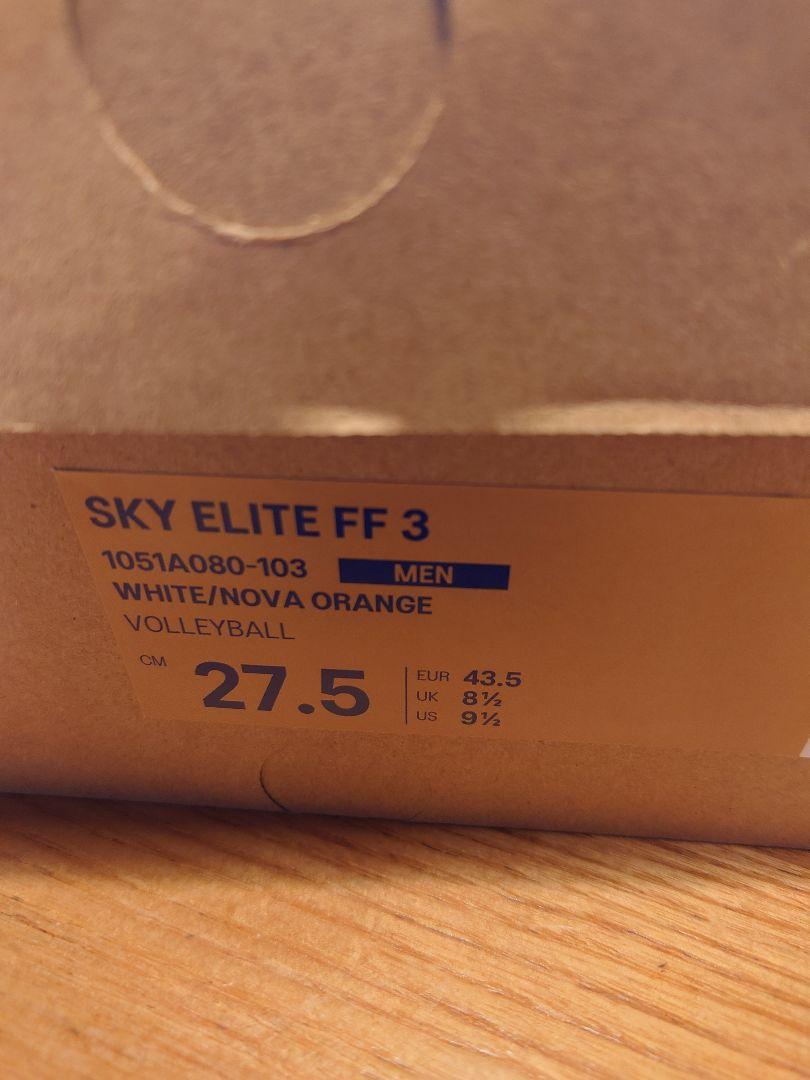 SKY ELITE FF 3
1051A080-103 MEN
WHITE/NOVA ORANGE
VOLLEYBALL
CM 27.5
EUR 43.5
UK 8½
US 9½